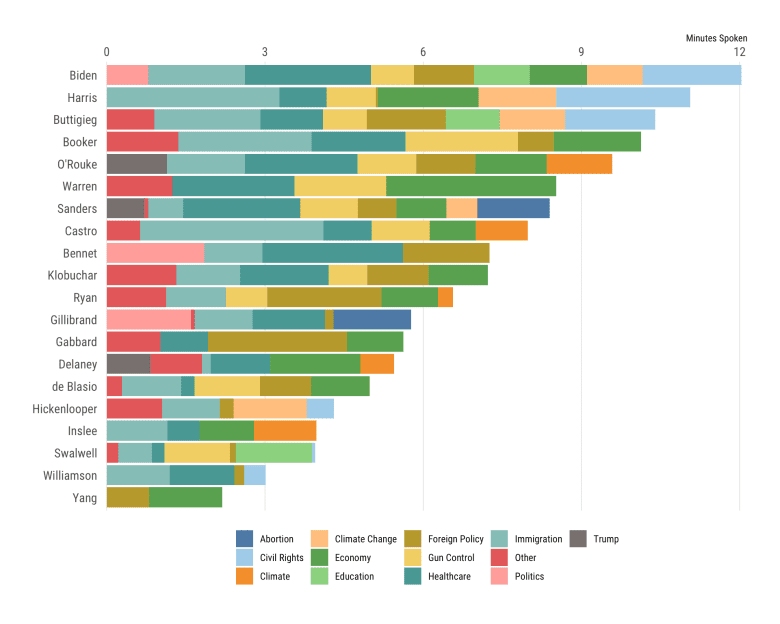 Minutes Spoken
0 3 6 9 12
Biden
Harris
Buttigieg
Booker
O'Rouke
Warren
Sanders
Castro
Bennet
Klobuchar
Ryan
Gillibrand
Gabbard
Delaney
de Blasio
Hickenlooper
Inslee
Swalwell
Williamson
Yang
Abortion Climate Change Foreign Policy Immigration Trump
Civil Rights Economy Gun Control Other
Climate Education Healthcare Politics